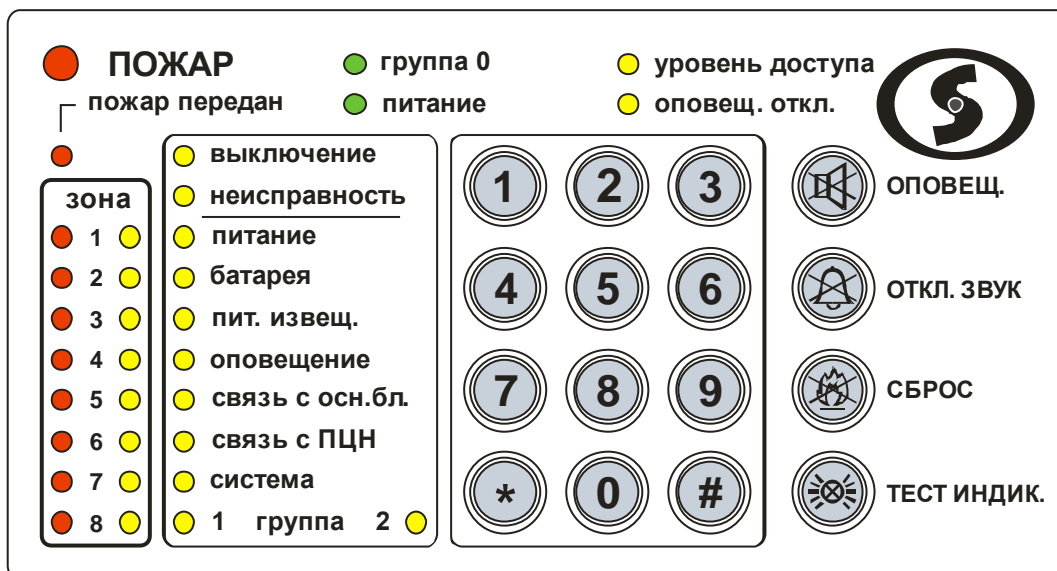 ПОЖАР
группа 0
уровень доступа
пожар передан
питание
оповещ. откл.
зона
1
2
3
4
5
6
7
8
выключение
неисправность
питание
батарея
пит. извещ.
оповещение
связь с осн.бл.
связь с ПЦН
система
1 группа 2
1 2 3
4 5 6
7 8 9
* 0 #
ОПОВЕЩ.
ОТКЛ. ЗВУК
СБРОС
ТЕСТ ИНДИК.
S